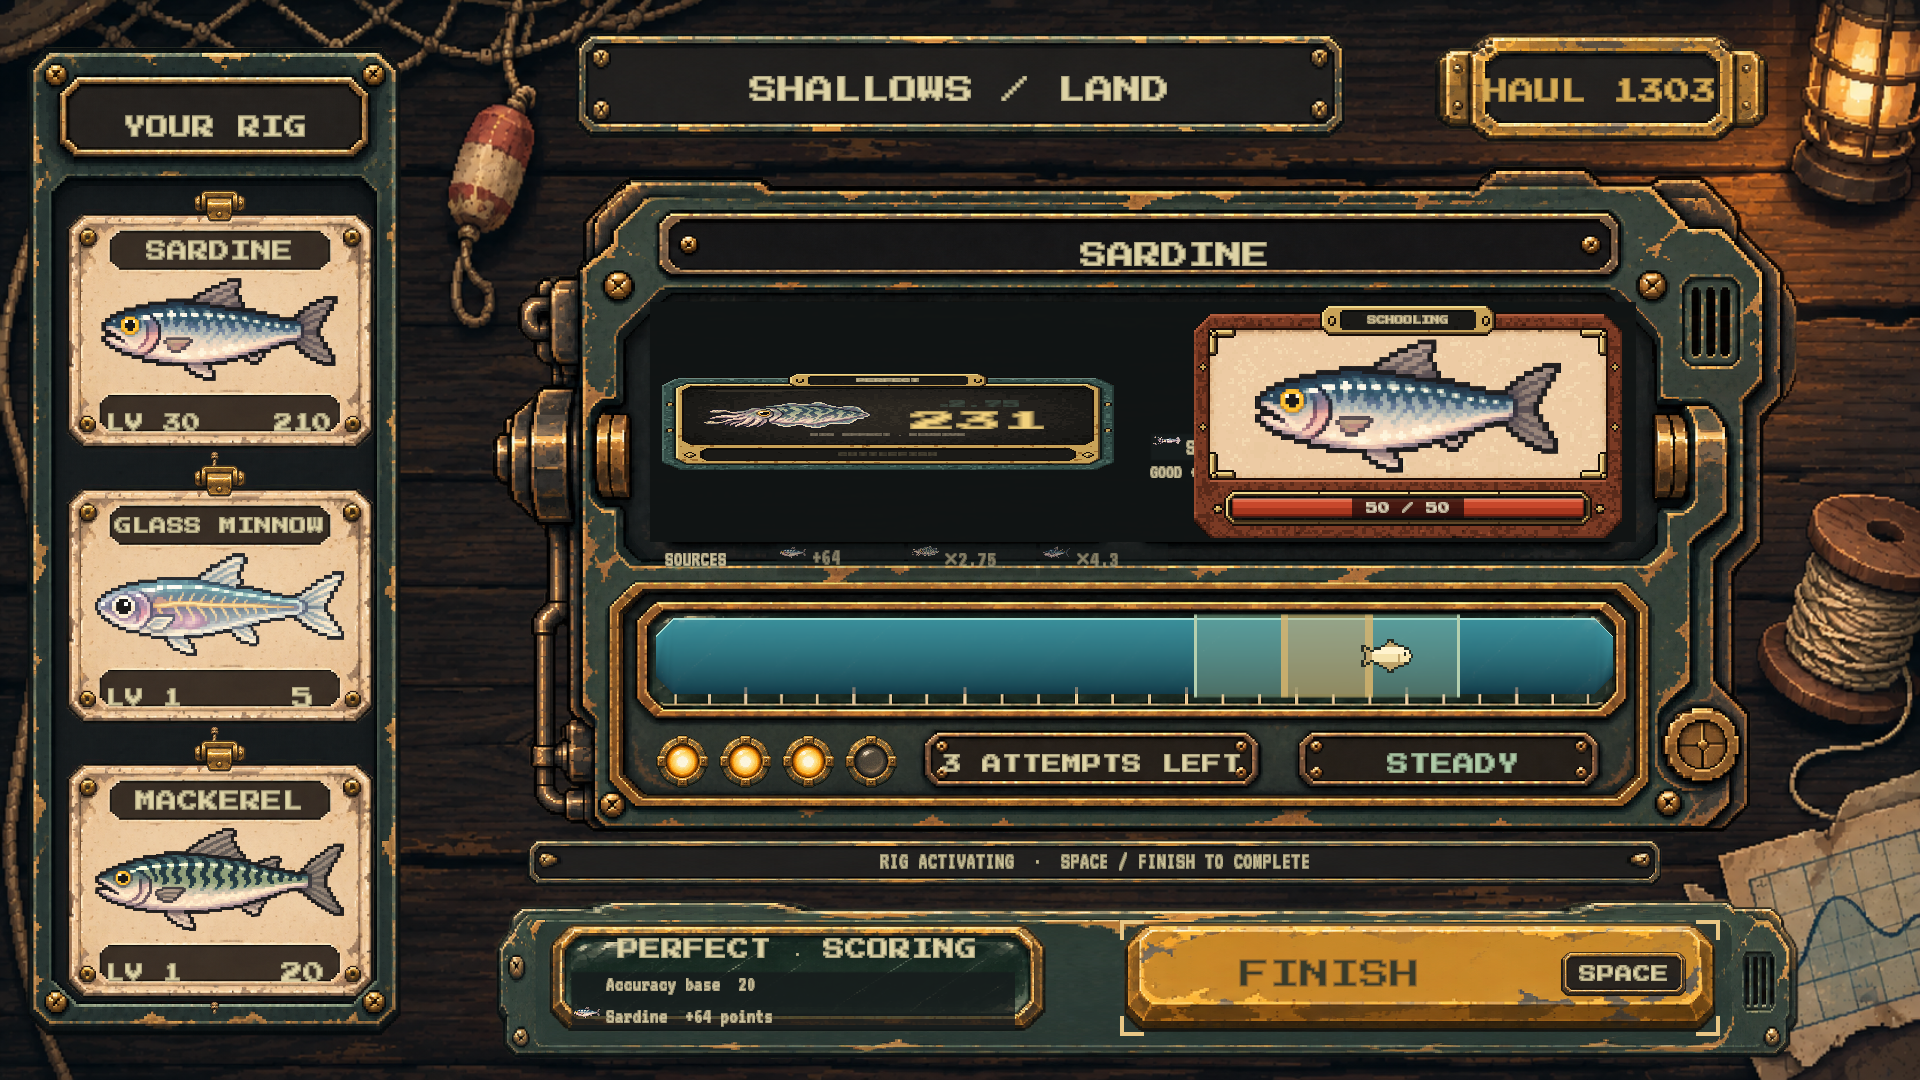 SHALLOWS / LAND
HAUL 1303
YOUR RIG
SARDINE
LV 30 210
GLASS MINNOW
LV 1 5
MACKEREL
LV 1 20
SARDINE
SCHOOLING
PERFECT
231
GOOD
50 / 50
SOURCES +64 ×2.75 ×4.3
3 ATTEMPTS LEFT
STEADY
RIG ACTIVATING · SPACE / FINISH TO COMPLETE
PERFECT . SCORING
Accuracy base 20
Sardine +64 points
FINISH
SPACE